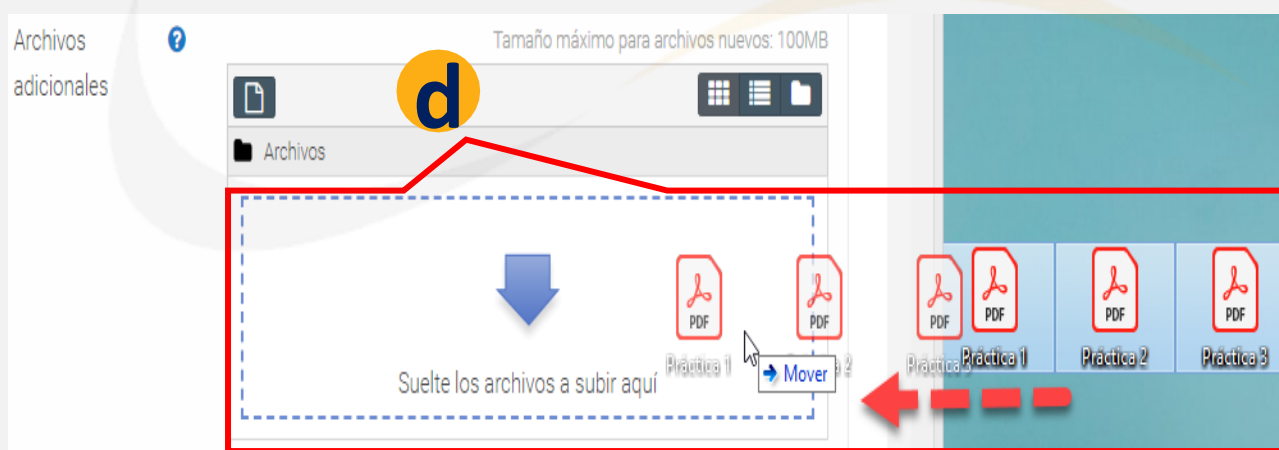 Archivos
adicionales
?
Tamaño máximo para archivos nuevos: 100MB
d
Archivos
PDF
PDF
PDF
PDF
PDF
PDF
Práctica 1
2
Práctica 1
Práctica 2
Práctica 3
Mover
Suelte los archivos a subir aquí